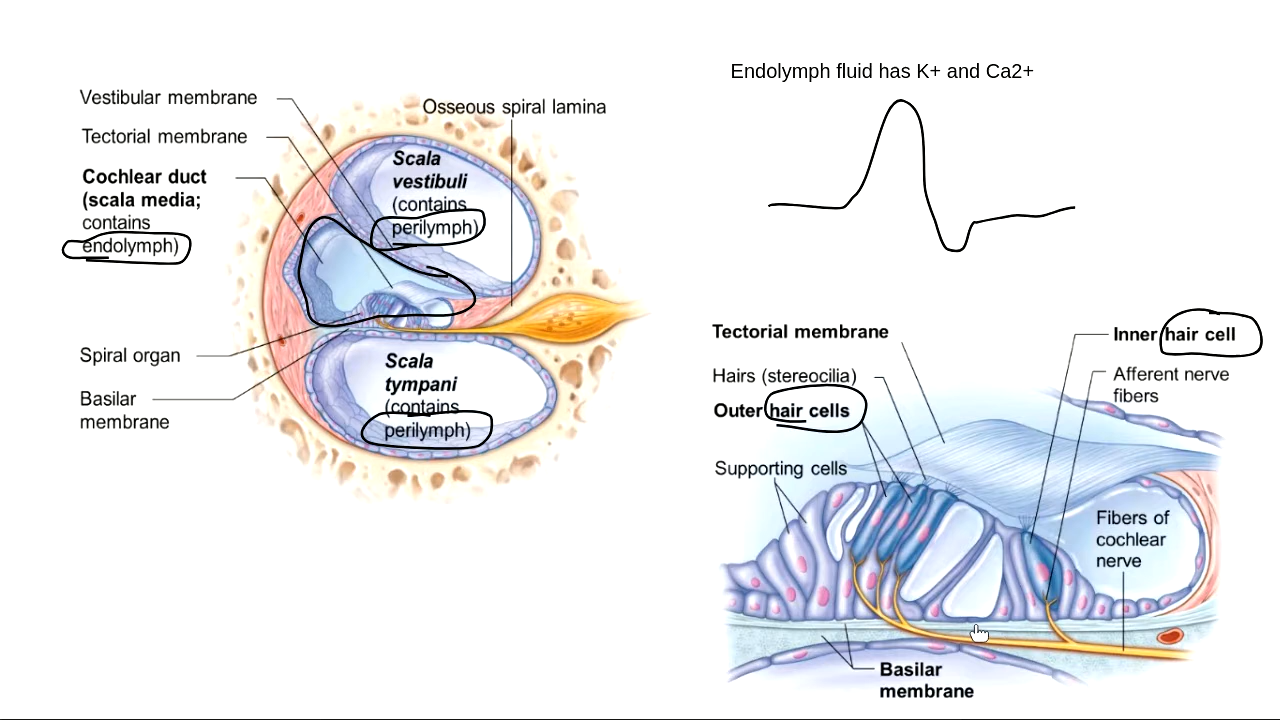 Endolymph fluid has K+ and Ca2+
Vestibular membrane
Osseous spiral lamina
Tectorial membrane
Cochlear duct
(scala media;
contains
endolymph)
Scala
vestibuli
(contains
perilymph)
Spiral organ
Basilar
membrane
Scala
tympani
(contains
perilymph)
Tectorial membrane
Hairs (stereocilia)
Outer hair cells
Supporting cells
Inner hair cell
Afferent nerve
fibers
Fibers of
cochlear
nerve
Basilar
membrane